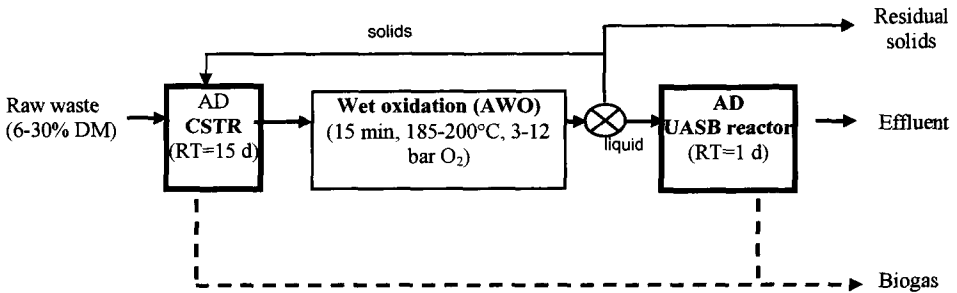 solids
Residual
solids
Raw waste
(6-30% DM)
AD
CSTR
(RT=15 d)
Wet oxidation (AWO)
(15 min, 185-200°C, 3-12
bar O₂)
liquid
AD
UASB reactor
(RT=1 d)
Effluent
Biogas